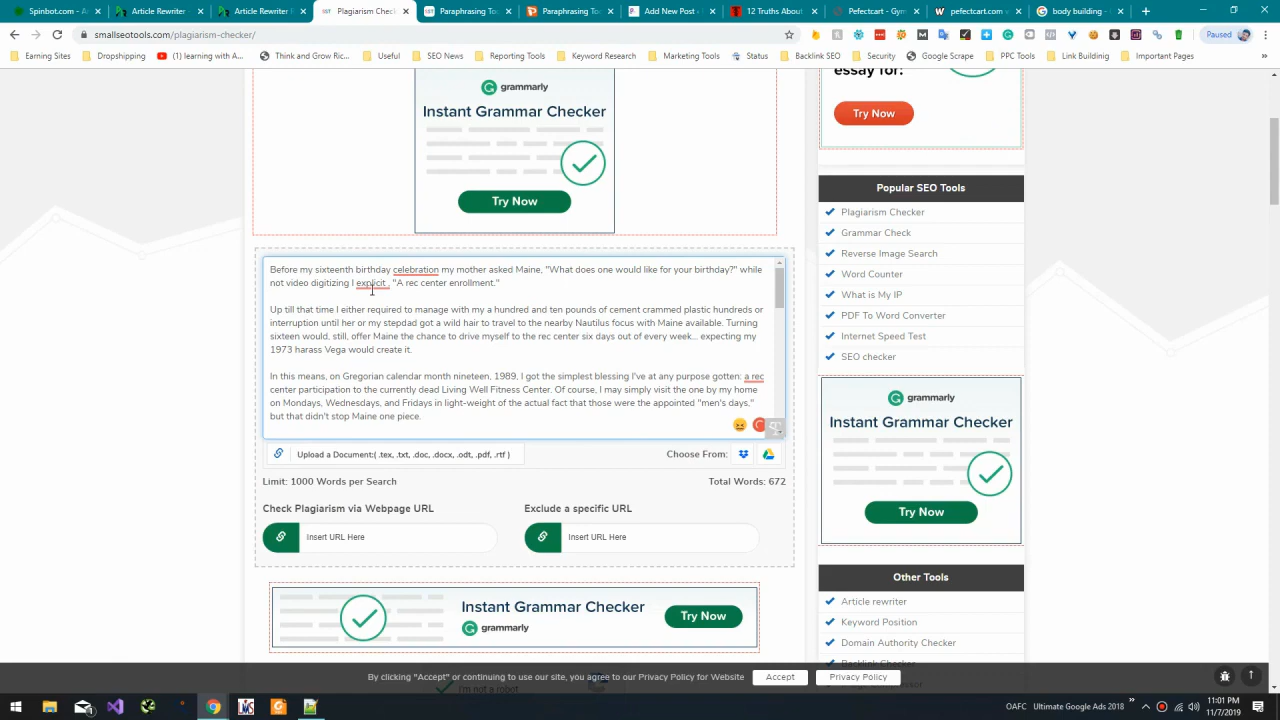 Spinbot.com - A
Article Rewriter
Article Rewriter
Plagiarism Chec
Paraphrasing To
Paraphrasing To
Add New Post
12 Truths About
Pefectcart - Gym
pefectcart.com
body building -
smallseotools.com/plagiarism-checker/
Paused
Earning Sites
Dropshipping
(1) learning with A...
Think and Grow/lic...
Useful
SEO News
Reporting Tools
Keyword Research
Marketing Tools
Status
Backlink SEO
Security
Google Scrape
PPC Tools
Link Buildinig
Important Pages
grammarly
Instant Grammar Checker
Try Now
essay for:
Try Now
Popular SEO Tools
Plagiarism Checker
Grammar Check
Reverse Image Search
Word Counter
What is My IP
PDF To Word Converter
Internet Speed Test
SEO checker
Before my sixteenth birthday celebration my mother asked Maine, "What does one would like for your birthday?" while
not video digitizing I explicit , "A rec center enrollment."
Up till that time I either required to manage with my a hundred and ten pounds of cement crammed plastic hundreds or
interruption until her or my stepdad got a wild hair to travel to the nearby Nautilus focus with Maine available. Turning
sixteen would, still, offer Maine the chance to drive myself to the rec center six days out of every week... expecting my
1973 harass Vega would create it.
In this means, on Gregorian calendar month nineteen, 1989, I got the simplest blessing I've at any purpose gotten: a rec
center participation to the currently dead Living Well Fitness Center. Of course, I may simply visit the one by my home
on Mondays, Wednesdays, and Fridays in light-weight of the actual fact that those were the appointed "men's days,"
but that didn't stop Maine one piece.
Upload a Document:( .tex, .txt, .doc, .docx, .odt, .pdf, .rtf )
Choose From:
Limit: 1000 Words per Search
Total Words: 672
Check Plagiarism via Webpage URL
Exclude a specific URL
Insert URL Here
Insert URL Here
Instant Grammar Checker
grammarly
Try Now
grammarly
Instant Grammar Checker
Try Now
Other Tools
Article rewriter
Keyword Position
Domain Authority Checker
By clicking "Accept" or continuing to use our site, you agree to our Privacy Policy for Website
Accept
Privacy Policy
I'm not a robot
OAFC
Ultimate Google Ads 2018
11:01 PM
11/7/2019